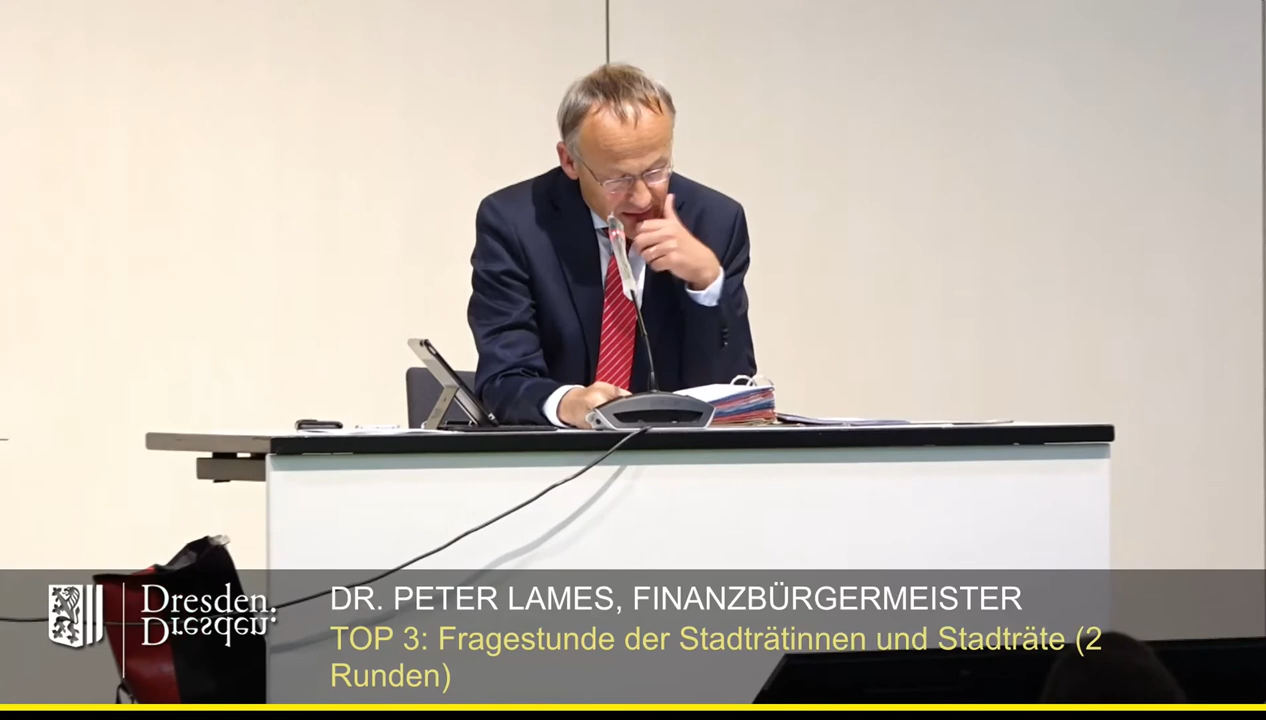 Dresden.
Dresden.
DR. PETER LAMES, FINANZBÜRGERMEISTER
TOP 3: Fragestunde der Stadträtinnen und Stadträte (2
Runden)